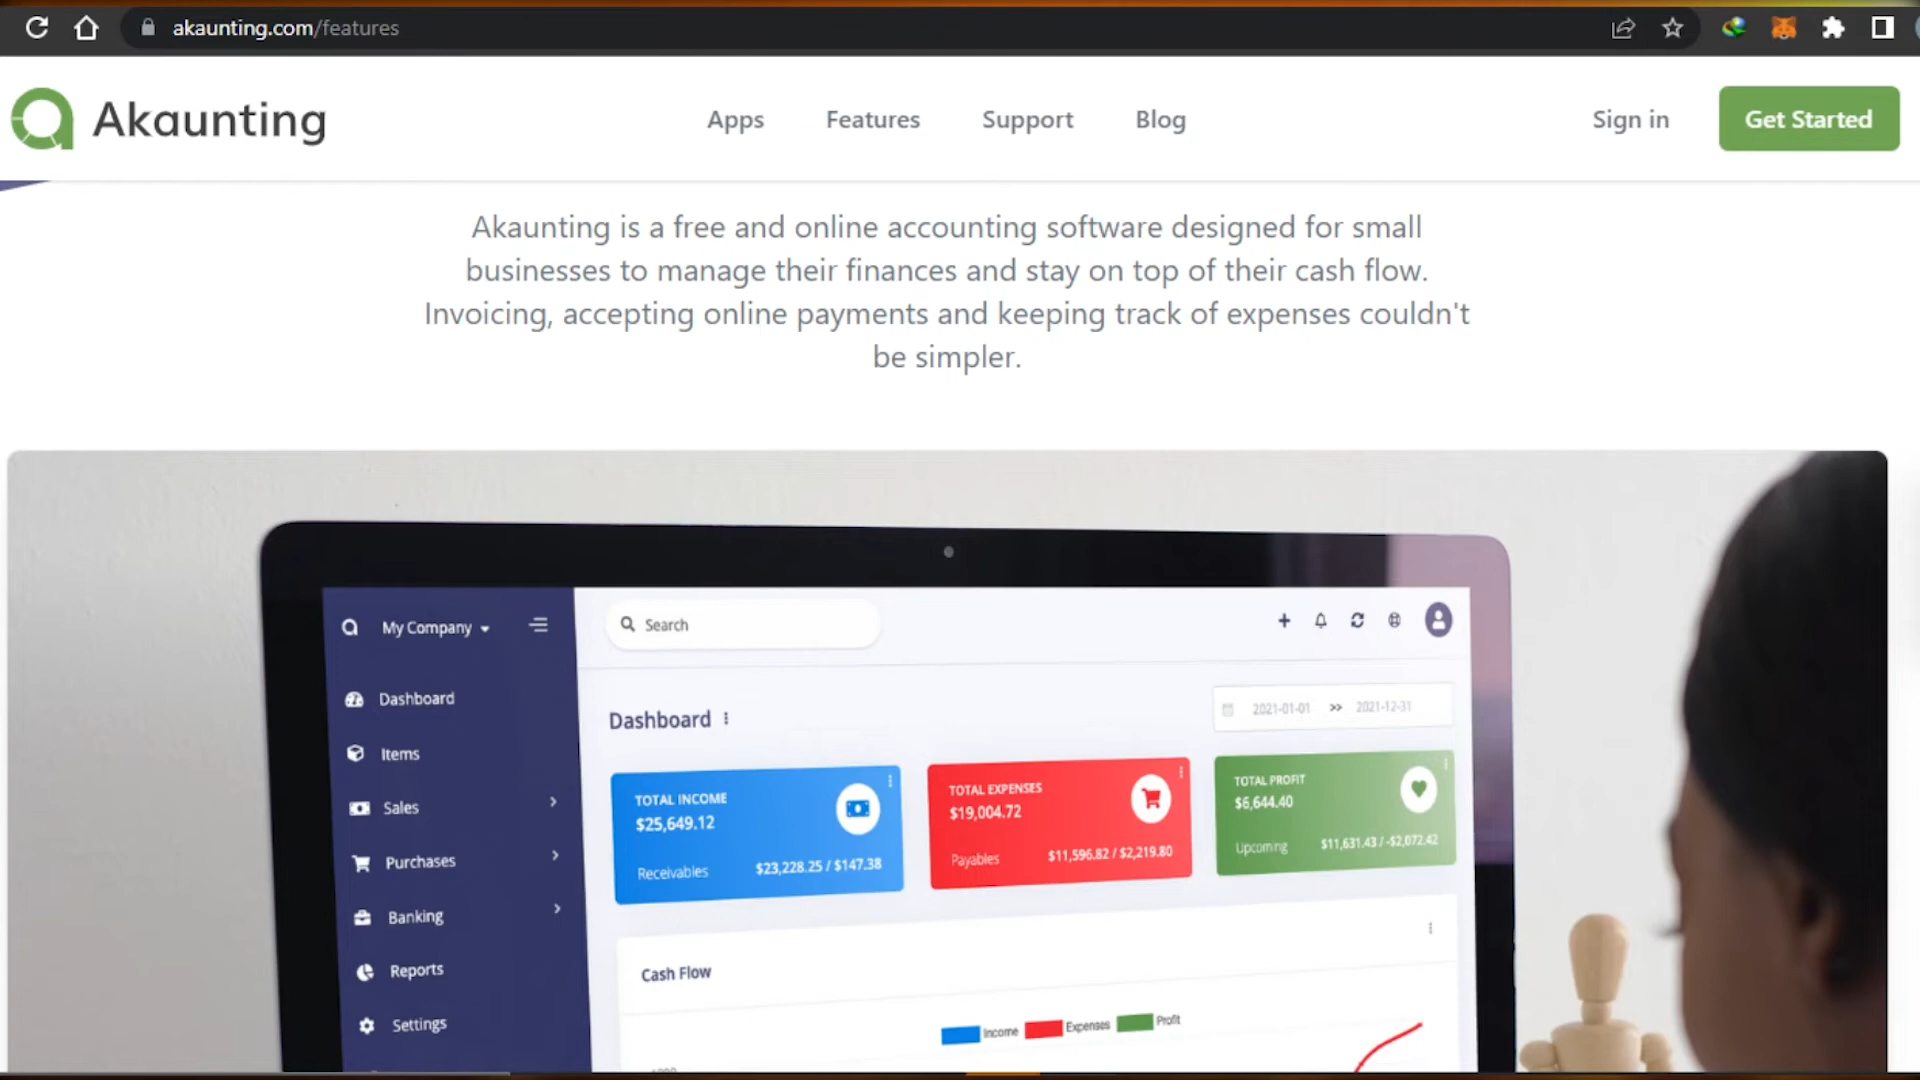 akaunting.com/features
Akaunting
Apps
Features
Support
Blog
Sign in
Get Started
Akaunting is a free and online accounting software designed for small
businesses to manage their finances and stay on top of their cash flow.
Invoicing, accepting online payments and keeping track of expenses couldn't
be simpler.
My Company
Search
Dashboard
Items
Sales
Purchases
Banking
Reports
Settings
Dashboard
2021-01-01 >> 2021-12-31
TOTAL INCOME
$25,649.12
Receivables $23,228.25 / $147.38
TOTAL EXPENSES
$19,004.72
Payables $11,596.82 / $2,219.80
TOTAL PROFIT
$6,644.40
Upcoming $11,631.43 / -$2,072.42
Cash Flow
Income Expenses Profit